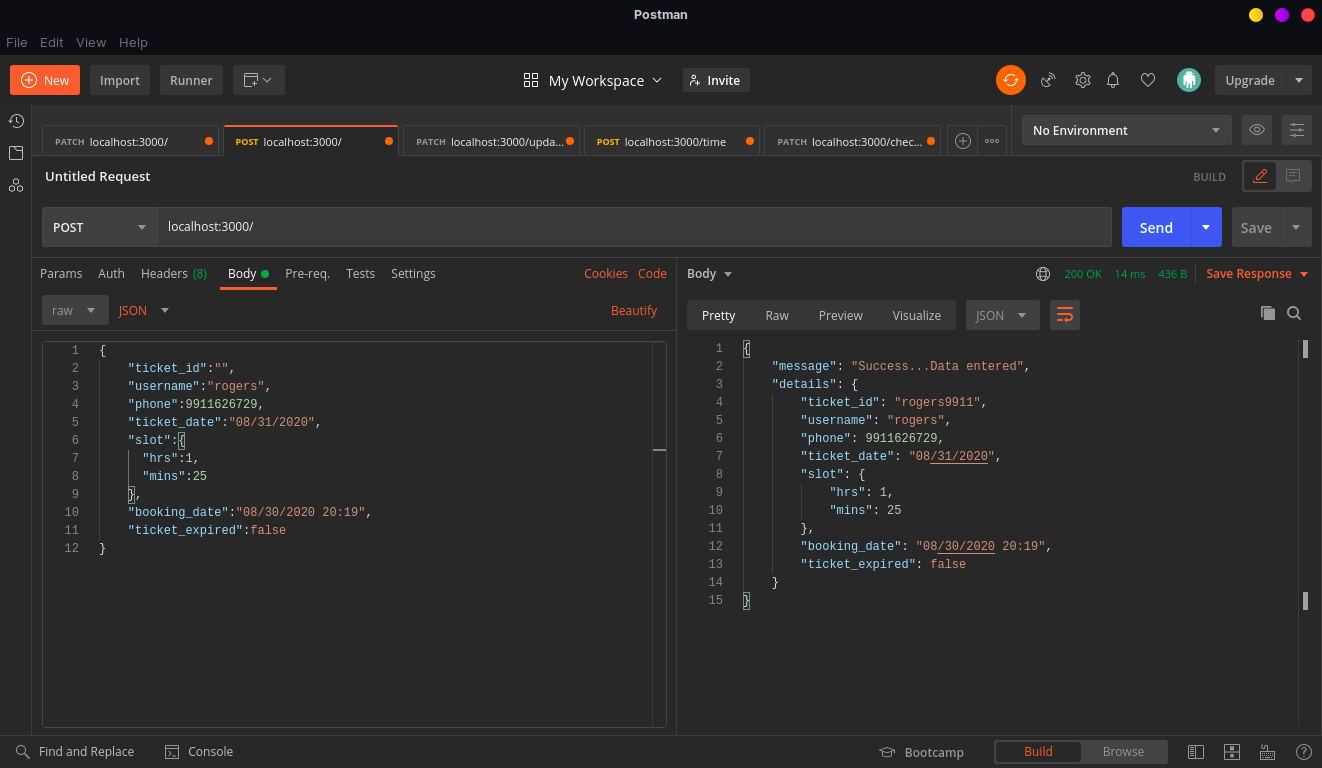 Postman
File Edit View Help
New Import Runner My Workspace Invite Upgrade
PATCH localhost:3000/ POST localhost:3000/ PATCH localhost:3000/upda... POST localhost:3000/time PATCH localhost:3000/chec... No Environment
Untitled Request BUILD
POST localhost:3000/ Send Save
Params Auth Headers (8) Body Pre-req. Tests Settings Cookies Code
raw JSON Beautify
1 {
2 "ticket_id":"",
3 "username":"rogers",
4 "phone":9911626729,
5 "ticket_date":"08/31/2020",
6 "slot":{
7 "hrs":1,
8 "mins":25
9 },
10 "booking_date":"08/30/2020 20:19",
11 "ticket_expired":false
12 }
Body 200 OK 14 ms 436 B Save Response
Pretty Raw Preview Visualize JSON
1 {
2 "message": "Success...Data entered",
3 "details": {
4 "ticket_id": "rogers9911",
5 "username": "rogers",
6 "phone": 9911626729,
7 "ticket_date": "08/31/2020",
8 "slot": {
9 "hrs": 1,
10 "mins": 25
11 },
12 "booking_date": "08/30/2020 20:19",
13 "ticket_expired": false
14 }
15 }
Find and Replace Console Bootcamp Build Browse